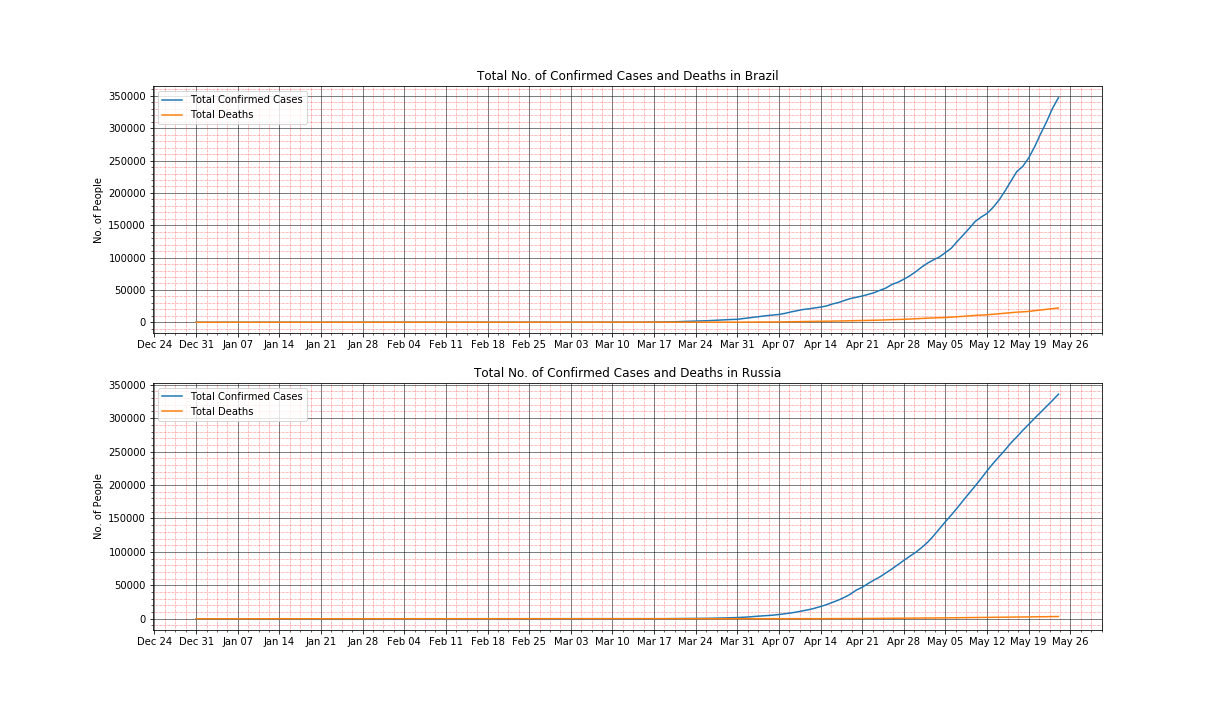 Total No. of Confirmed Cases and Deaths in Brazil
Total Confirmed Cases
Total Deaths
No. of People
350000
300000
250000
200000
150000
100000
50000
0
Dec 24 Dec 31 Jan 07 Jan 14 Jan 21 Jan 28 Feb 04 Feb 11 Feb 18 Feb 25 Mar 03 Mar 10 Mar 17 Mar 24 Mar 31 Apr 07 Apr 14 Apr 21 Apr 28 May 05 May 12 May 19 May 26
Total No. of Confirmed Cases and Deaths in Russia
Total Confirmed Cases
Total Deaths
No. of People
350000
300000
250000
200000
150000
100000
50000
0
Dec 24 Dec 31 Jan 07 Jan 14 Jan 21 Jan 28 Feb 04 Feb 11 Feb 18 Feb 25 Mar 03 Mar 10 Mar 17 Mar 24 Mar 31 Apr 07 Apr 14 Apr 21 Apr 28 May 05 May 12 May 19 May 26